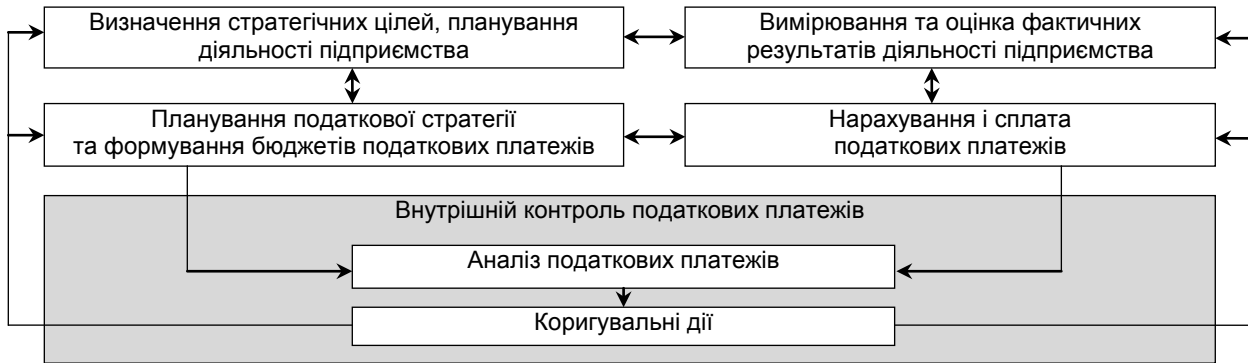 Визначення стратегічних цілей, планування
діяльності підприємства
Вимірювання та оцінка фактичних
результатів діяльності підприємства
Планування податкової стратегії
та формування бюджетів податкових платежів
Нарахування і сплата
податкових платежів
Внутрішній контроль податкових платежів
Аналіз податкових платежів
Коригувальні дії